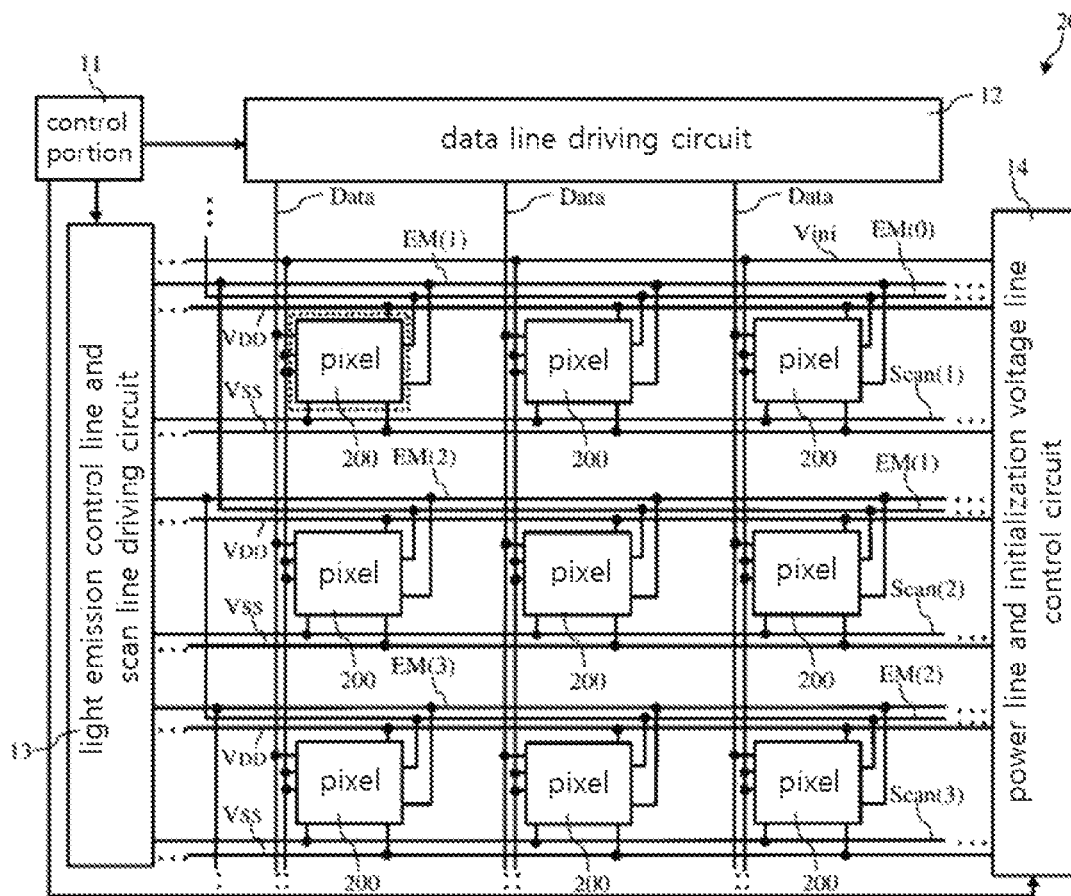 20
11
control
portion
12
data line driving circuit
14
Data
Data
Data
EM(1)
Vini
EM(0)
VDD
pixel
pixel
pixel
Scan(1)
VSS
200
200
200
EM(2)
EM(1)
VDD
pixel
pixel
pixel
Scan(2)
VSS
200
200
200
EM(3)
EM(2)
13
VDD
pixel
pixel
pixel
Scan(3)
VSS
200
200
200
light emission control line and
scan line driving circuit
power line and initialization voltage line
control circuit